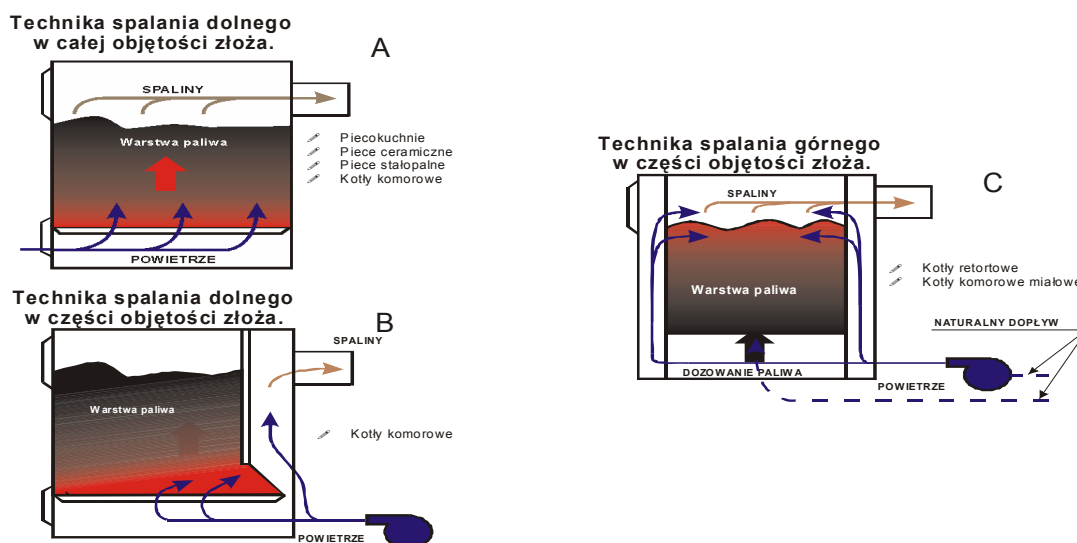 Technika spalania dolnego
w całej objętości złoża.
A
SPALINY
Warstwa paliwa
POWIETRZE
Piecokuchnie
Piece ceramiczne
Piece stałopalne
Kotły komorowe
Technika spalania dolnego
w części objętości złoża.
B
SPALINY
Warstwa paliwa
Kotły komorowe
POWIETRZE
Technika spalania górnego
w części objętości złoża.
C
SPALINY
Warstwa paliwa
Kotły retortowe
Kotły komorowe miałowe
NATURALNY DOPŁYW
DOZOWANIE PALIWA
POWIETRZE